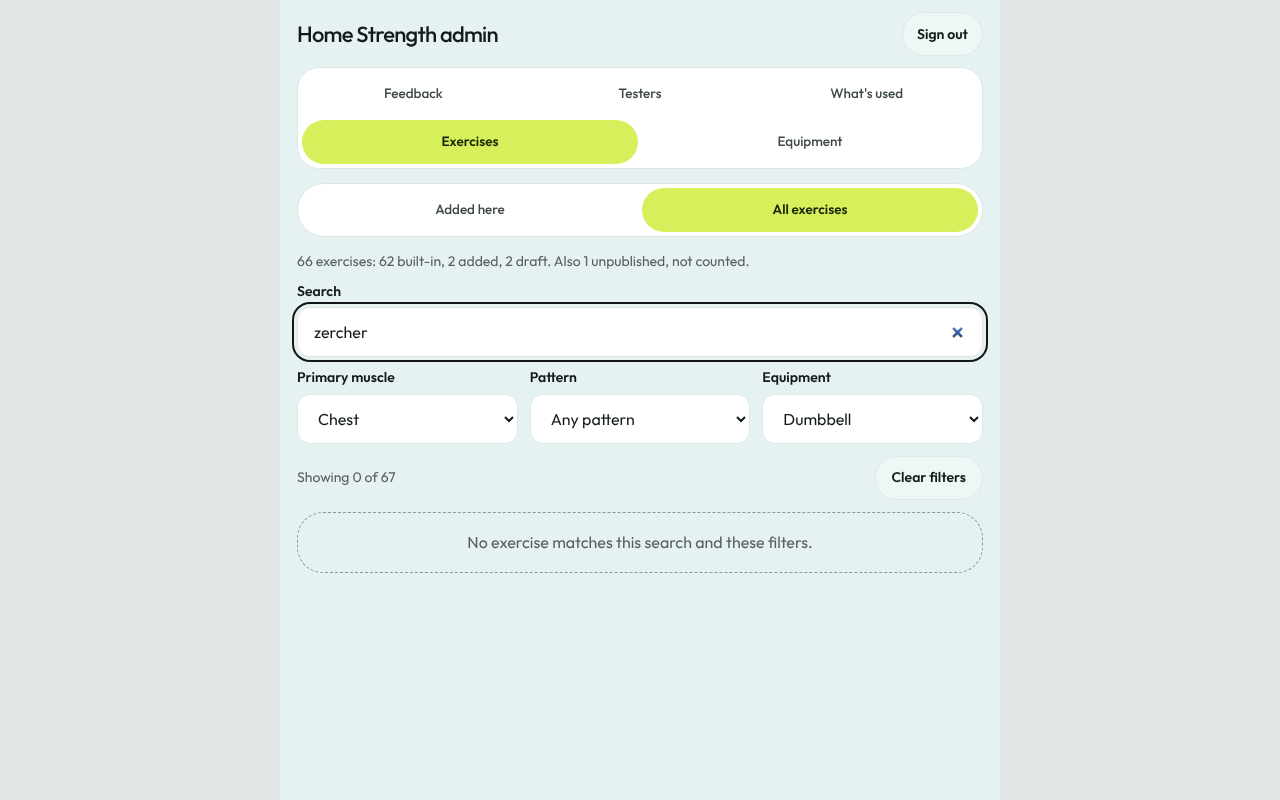 Home Strength admin
Sign out
Feedback
Testers
What's used
Exercises
Equipment
Added here
All exercises
66 exercises: 62 built-in, 2 added, 2 draft. Also 1 unpublished, not counted.
Search
zercher
Primary muscle
Pattern
Equipment
Chest
Any pattern
Dumbbell
Showing 0 of 67
Clear filters
No exercise matches this search and these filters.